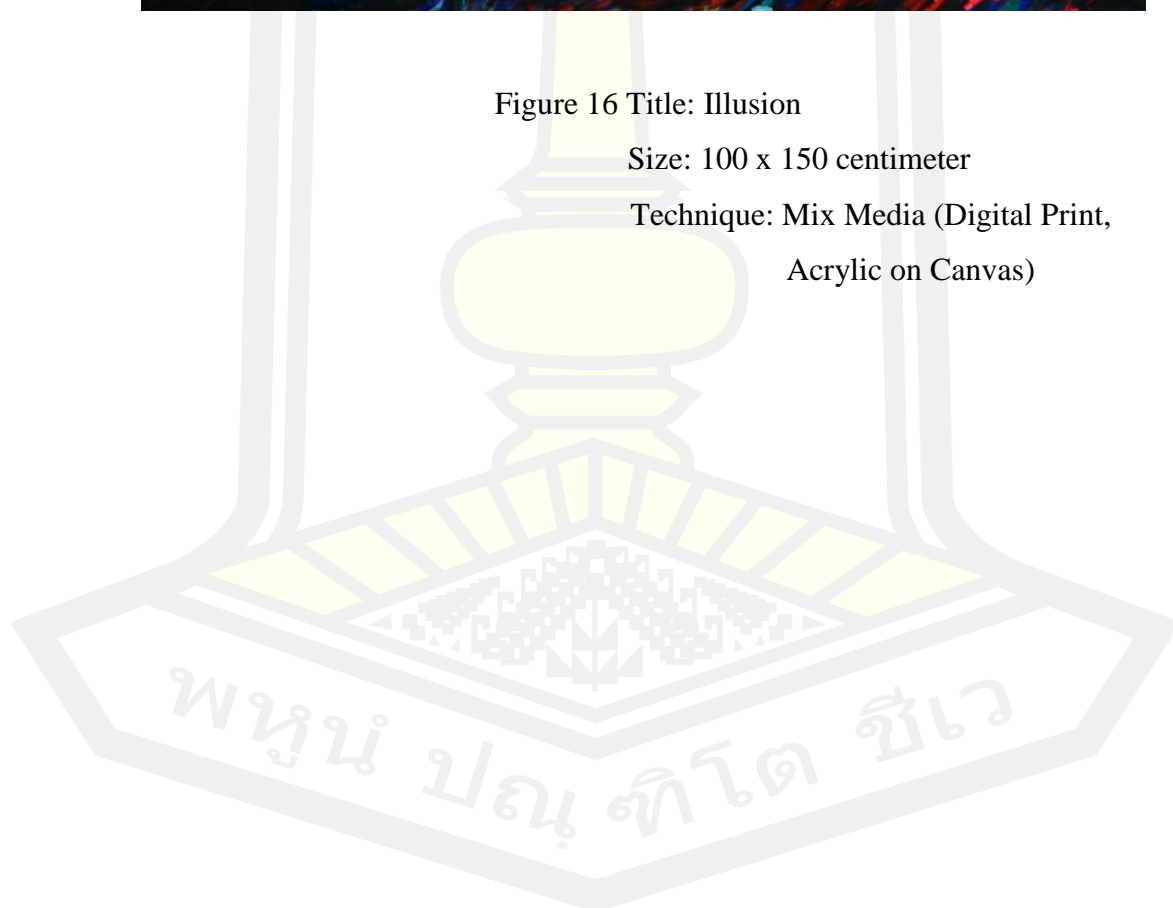 Figure 16 Title: Illusion
Size: 100 x 150 centimeter
Technique: Mix Media (Digital Print,
Acrylic on Canvas)
พหูนํ ปณฺฑิโต ชีเว